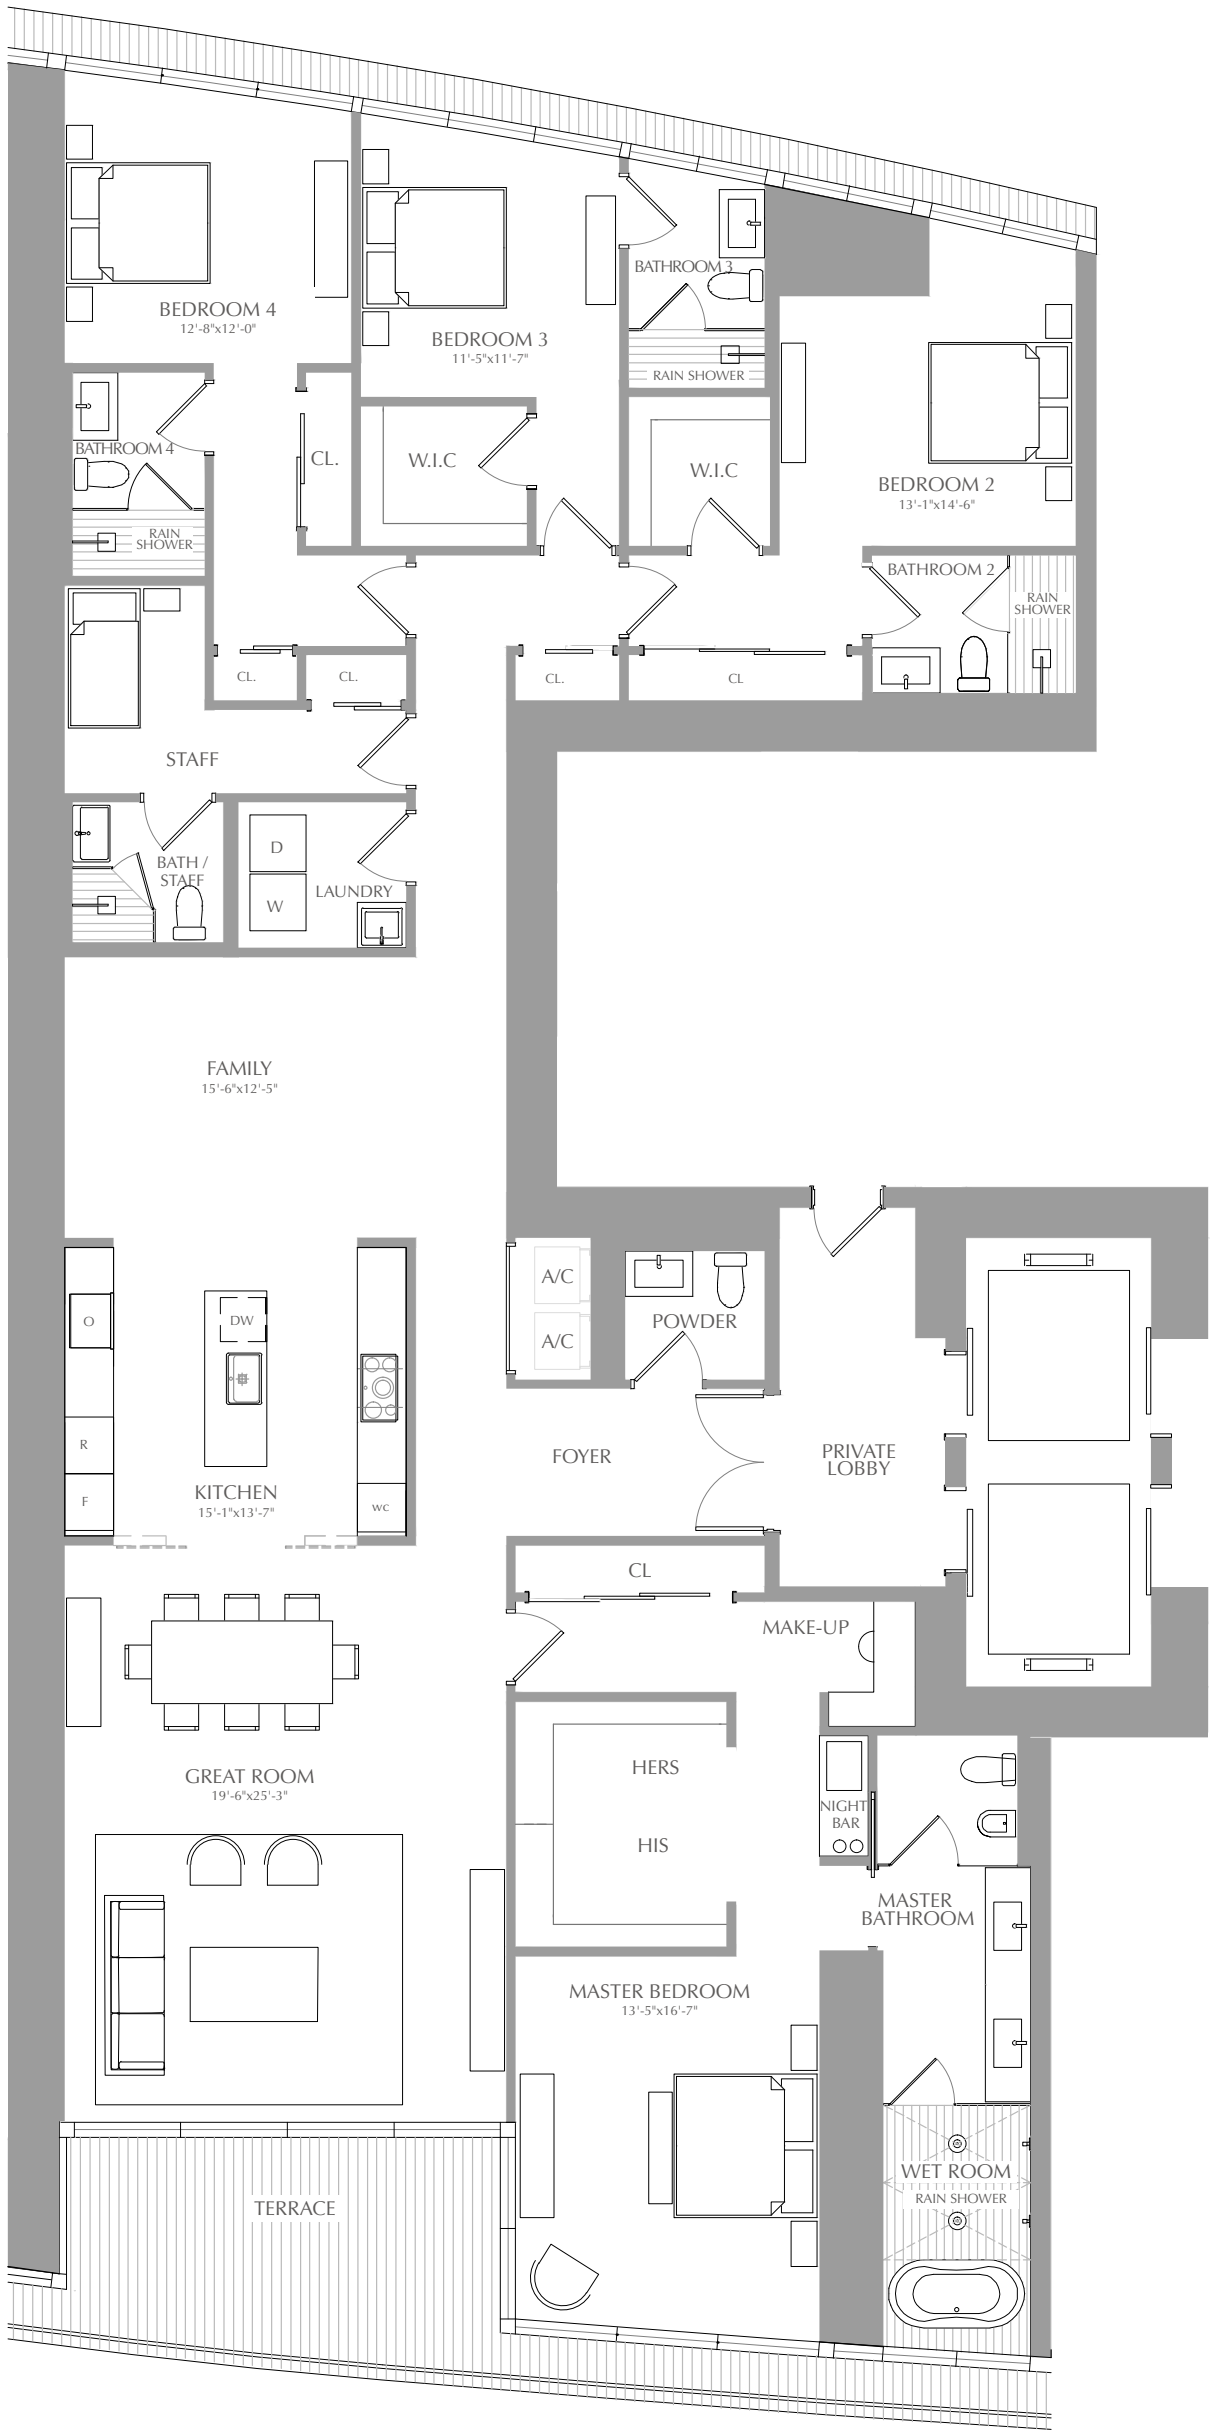 BATHROOM 3
BEDROOM 4
12'-8"x12'-0"
BEDROOM 3
11'-5"x11'-7"
RAIN SHOWER
BATHROOM 4
CL.
W.I.C
W.I.C
BEDROOM 2
13'-1"x14'-6"
RAIN
SHOWER
BATHROOM 2
RAIN
SHOWER
CL.
CL.
CL.
CL
STAFF
D
BATH /
STAFF
W
LAUNDRY
FAMILY
15'-6"x12'-5"
A/C
O
DW
A/C
POWDER
R
FOYER
PRIVATE
LOBBY
F
KITCHEN
15'-1"x13'-7"
WC
CL
MAKE-UP
GREAT ROOM
19'-6"x25'-3"
HERS
HIS
NIGHT
BAR
MASTER
BATHROOM
MASTER BEDROOM
13'-5"x16'-7"
WET ROOM
RAIN SHOWER
TERRACE